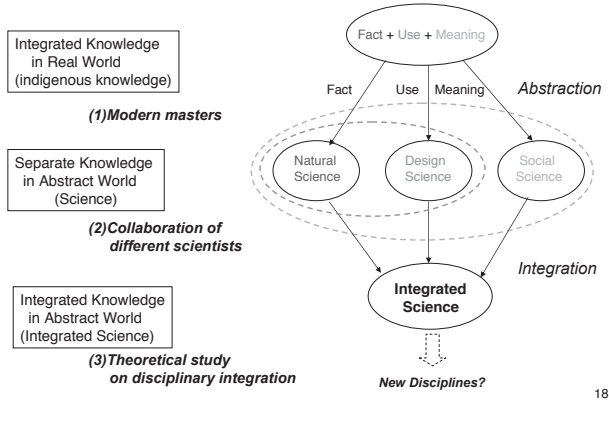 Integrated Knowledge
in Real World
(indigenous knowledge)
(1)Modern masters
Separate Knowledge
in Abstract World
(Science)
(2)Collaboration of
different scientists
Integrated Knowledge
in Abstract World
(Integrated Science)
(3)Theoretical study
on disciplinary integration
Fact + Use + Meaning
Fact
Use
Meaning
Abstraction
Natural
Science
Design
Science
Social
Science
Integration
Integrated
Science
New Disciplines?
18